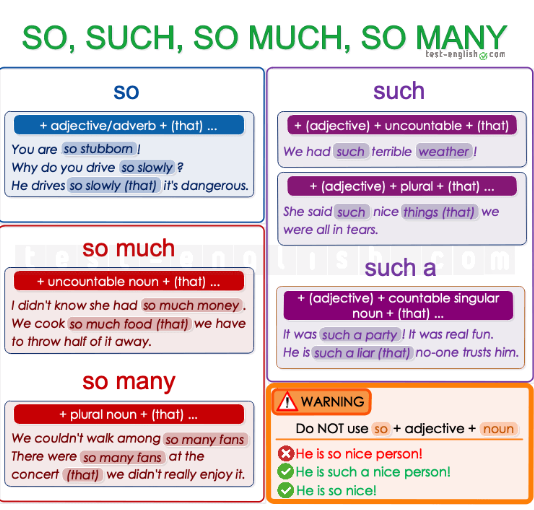 SO, SUCH, SO MUCH, SO MANY
test-english.com
so
+ adjective/adverb + (that) ...
You are so stubborn!
Why do you drive so slowly?
He drives so slowly (that) it's dangerous.
so much
+ uncountable noun + (that) ...
I didn't know she had so much money.
We cook so much food (that) we have
to throw half of it away.
so many
+ plural noun + (that) ...
We couldn't walk among so many fans
There were so many fans at the
concert (that) we didn't really enjoy it.
such
+ (adjective) + uncountable + (that)
We had such terrible weather!
+ (adjective) + plural + (that) ...
She said such nice things (that) we
were all in tears.
such a
+ (adjective) + countable singular
noun + (that) ...
It was such a party! It was real fun.
He is such a liar (that) no-one trusts him.
WARNING
Do NOT use so + adjective + noun
He is so nice person!
He is such a nice person!
He is so nice!
test-english.com